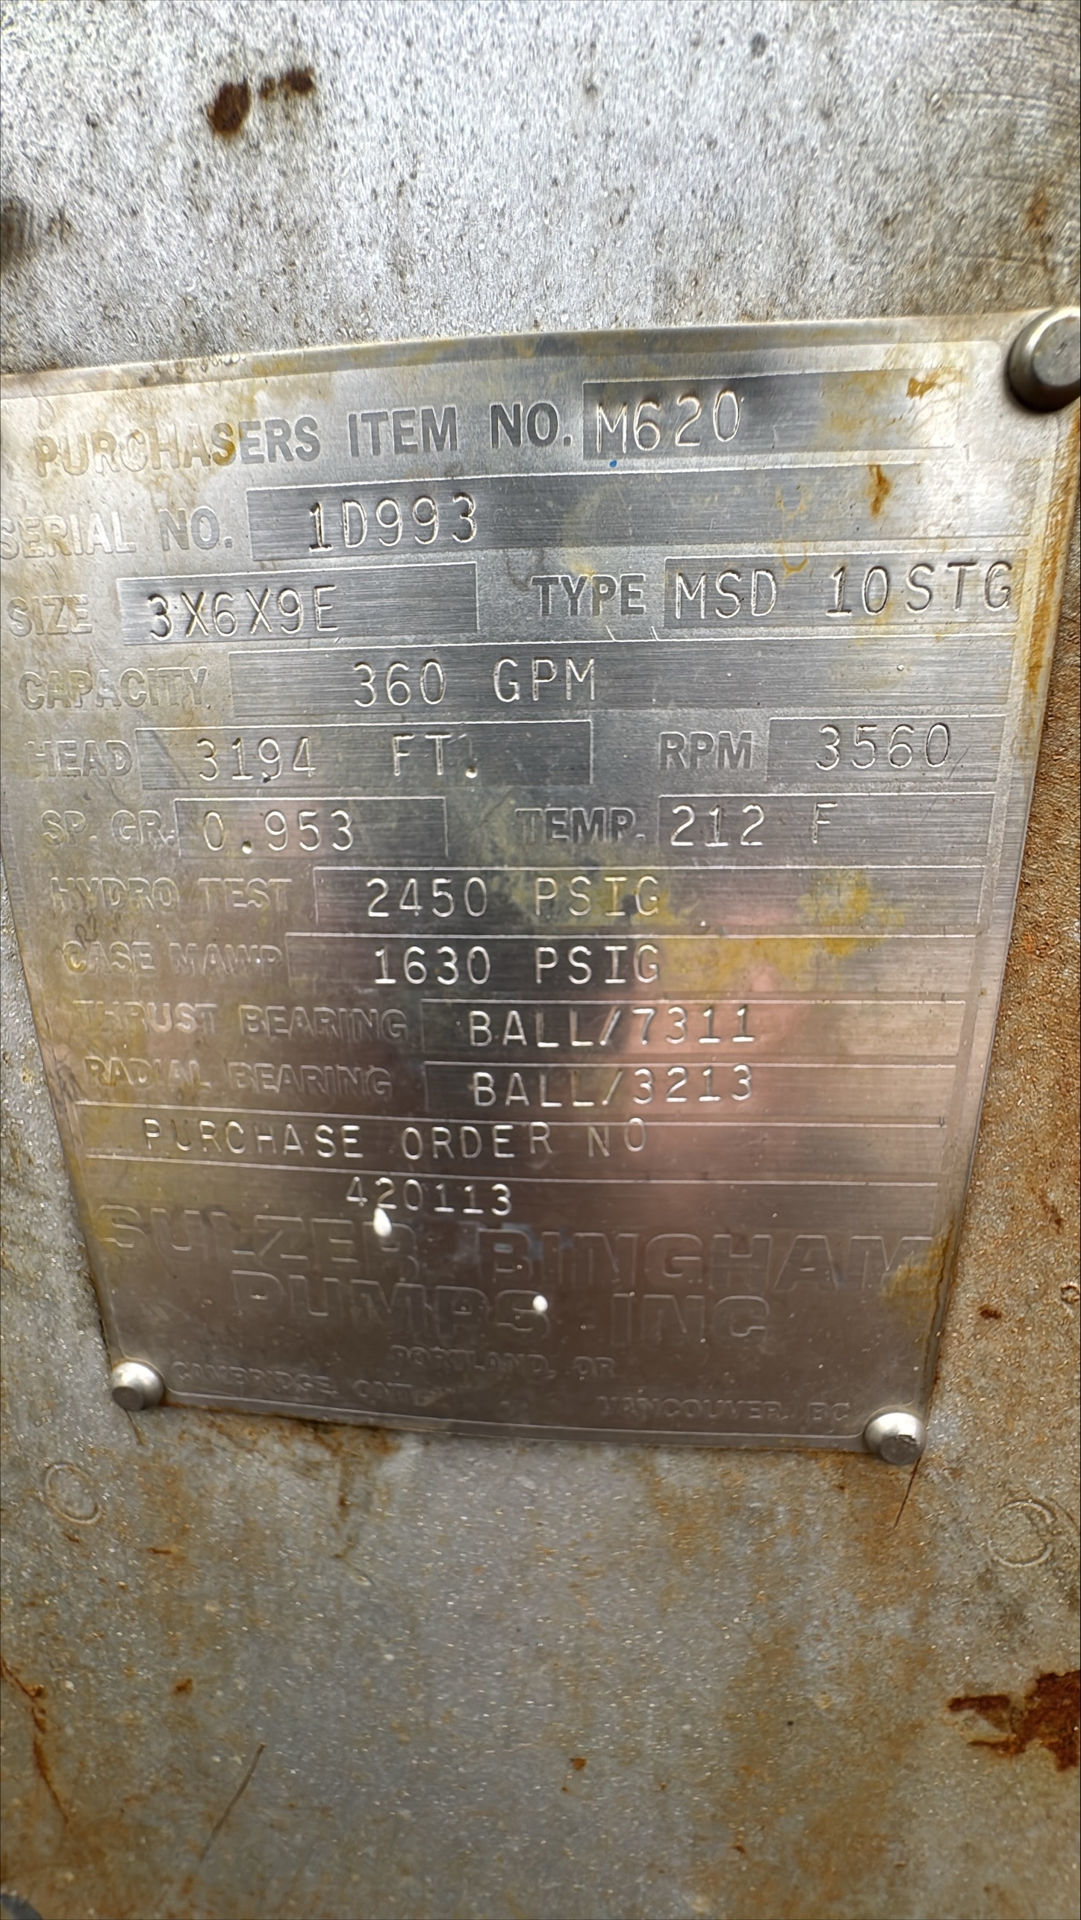 PURCHASERS ITEM NO. M620
SERIAL NO. 1D993
SIZE 3X6X9E TYPE MSD 10STG
CAPACITY 360 GPM
HEAD 3194 FT. RPM 3560
SP. GR. 0.953 TEMP. 212 F
HYDRO TEST 2450 PSIG
CASE MAWP 1630 PSIG
THRUST BEARING BALL/7311
RADIAL BEARING BALL/3213
PURCHASE ORDER NO
420113
SULZER BINGHAM
PUMPS INC
PORTLAND, OR
CAMBRIDGE ONT. VANCOUVER, BC